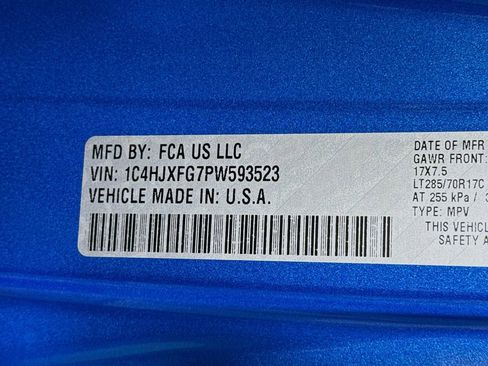 MFD BY: FCA US LLC
VIN: 1C4HJXFG7PW593523
VEHICLE MADE IN: U.S.A.
DATE OF MFR
GAWR FRONT:
17X7.5
LT285/70R17C
AT 255 kPa /
TYPE: MPV
THIS VEHICL
SAFETY A